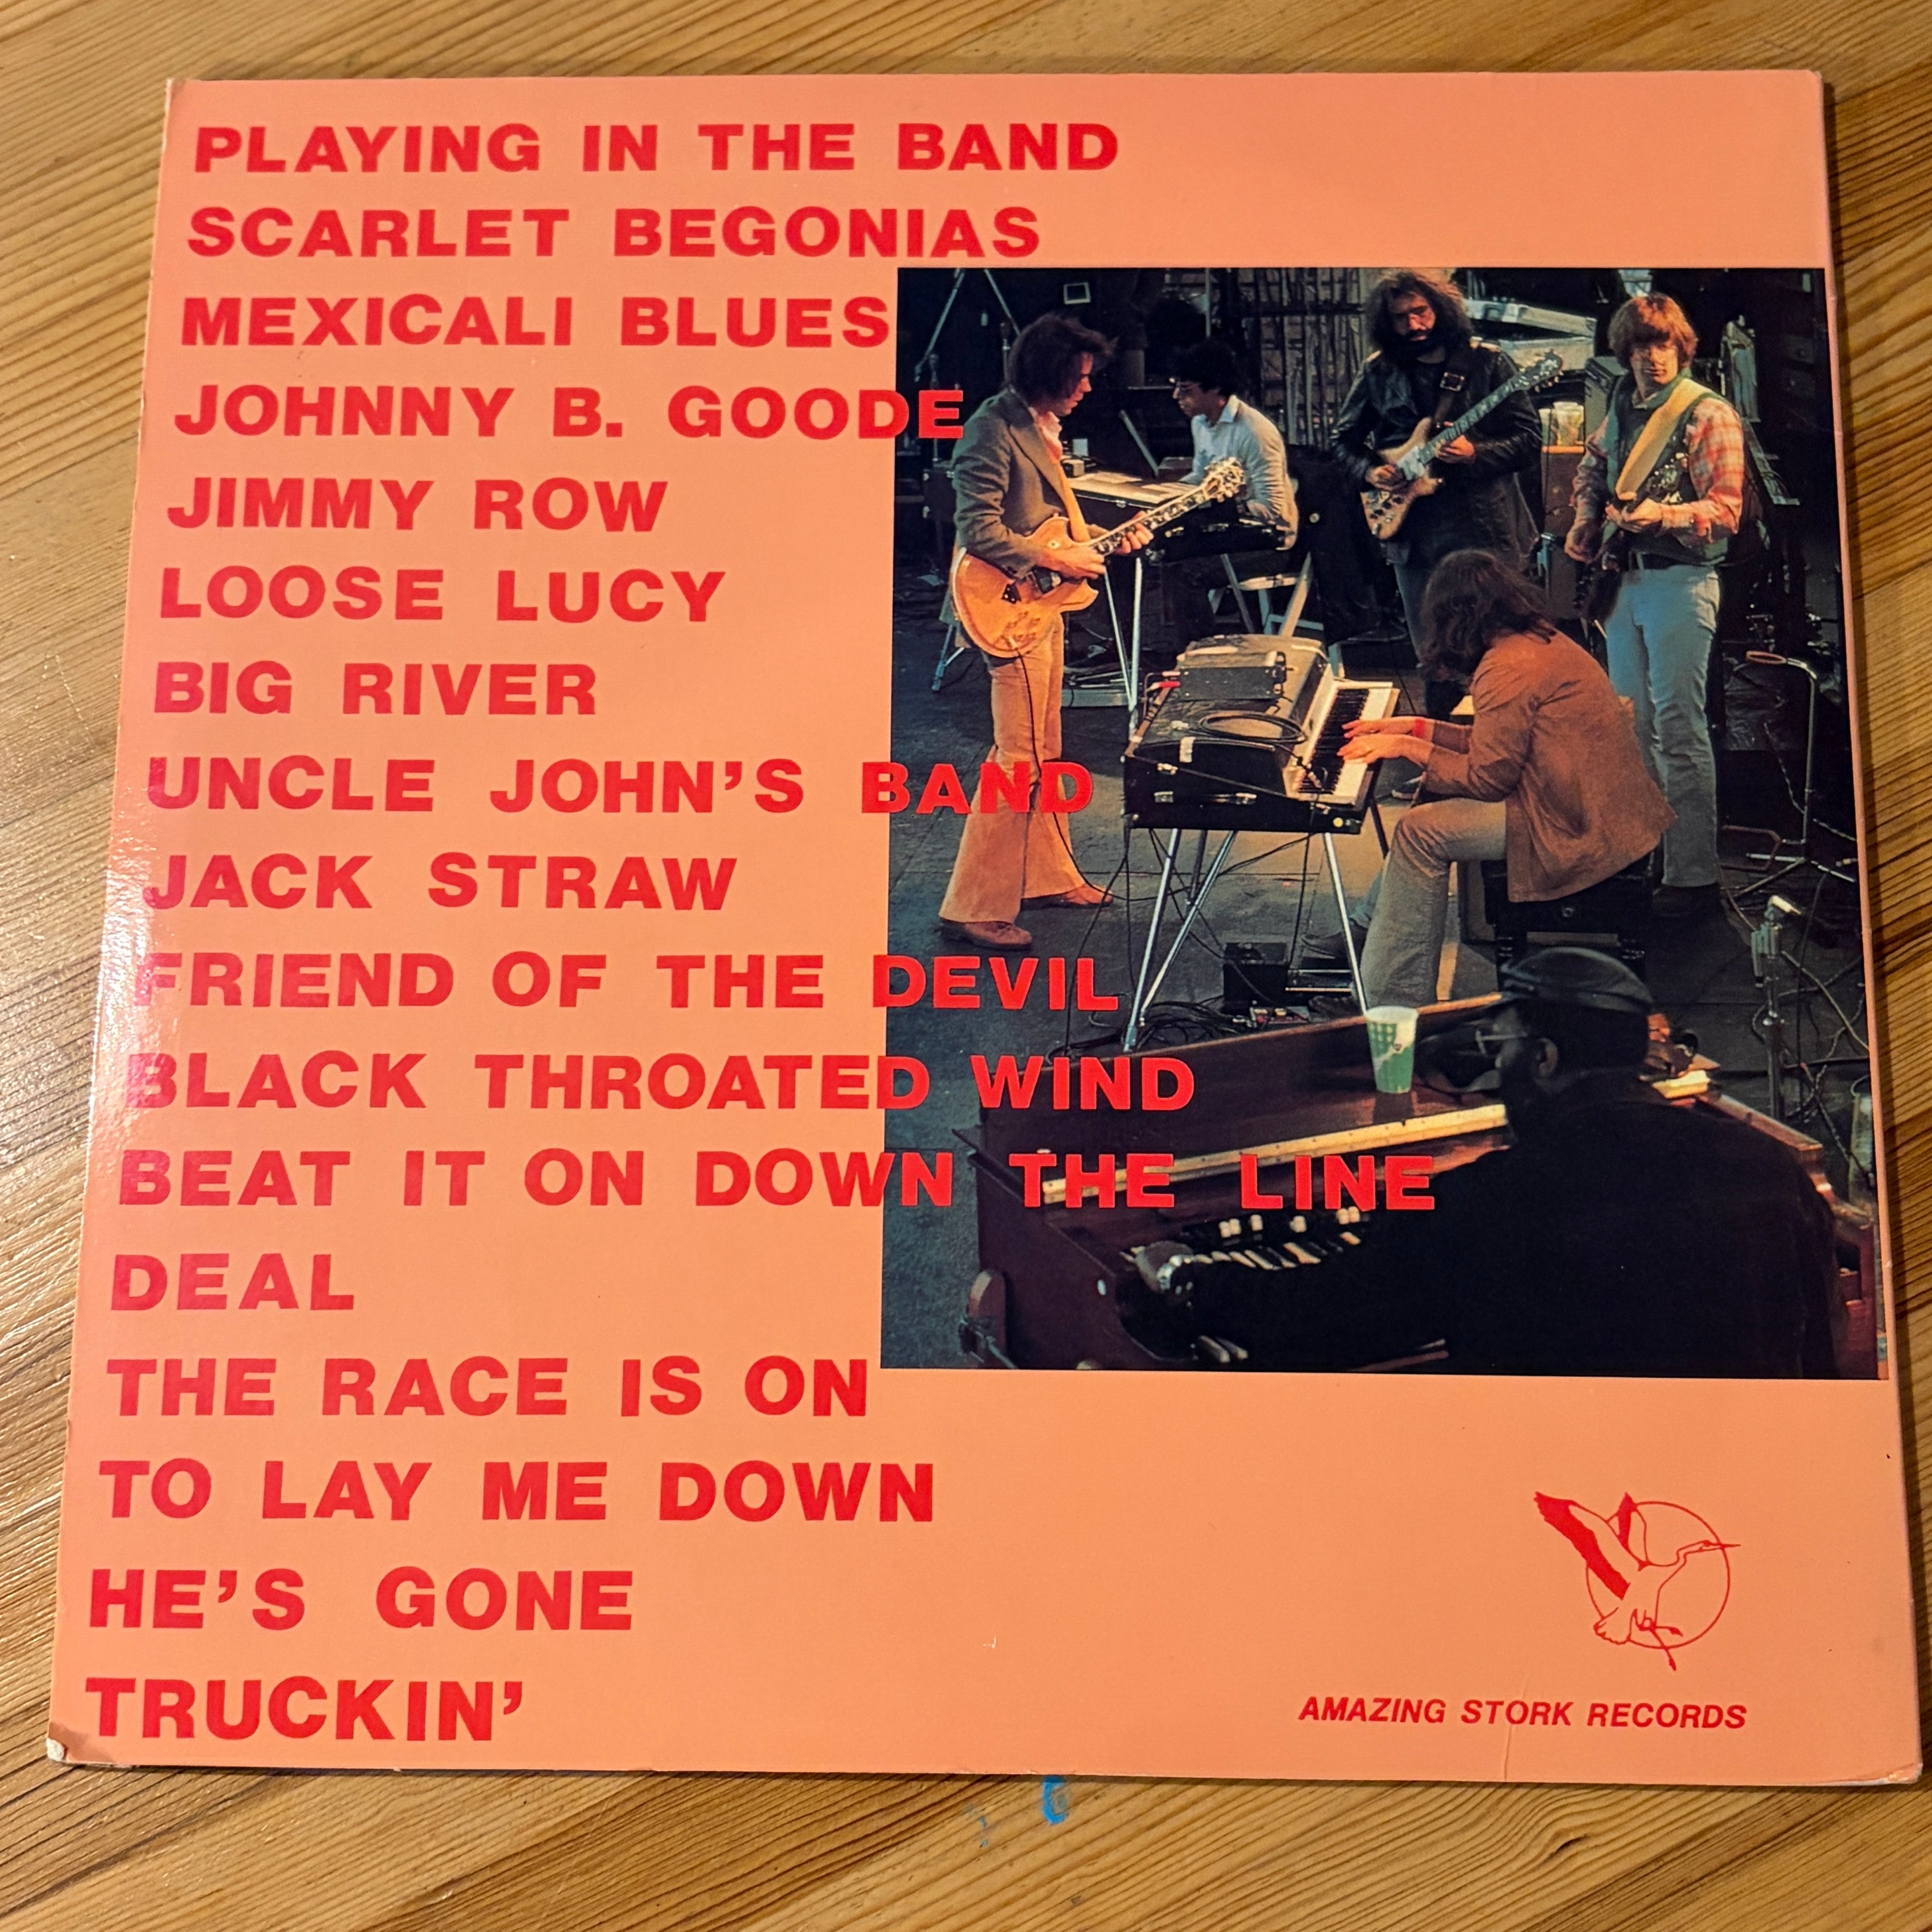 PLAYING IN THE BAND
SCARLET BEGONIAS
MEXICALI BLUES
JOHNNY B. GOODE
JIMMY ROW
LOOSE LUCY
BIG RIVER
UNCLE JOHN'S BAND
JACK STRAW
FRIEND OF THE DEVIL
BLACK THROATED WIND
BEAT IT ON DOWN THE LINE
DEAL
THE RACE IS ON
TO LAY ME DOWN
HE'S GONE
TRUCKIN'
AMAZING STORK RECORDS